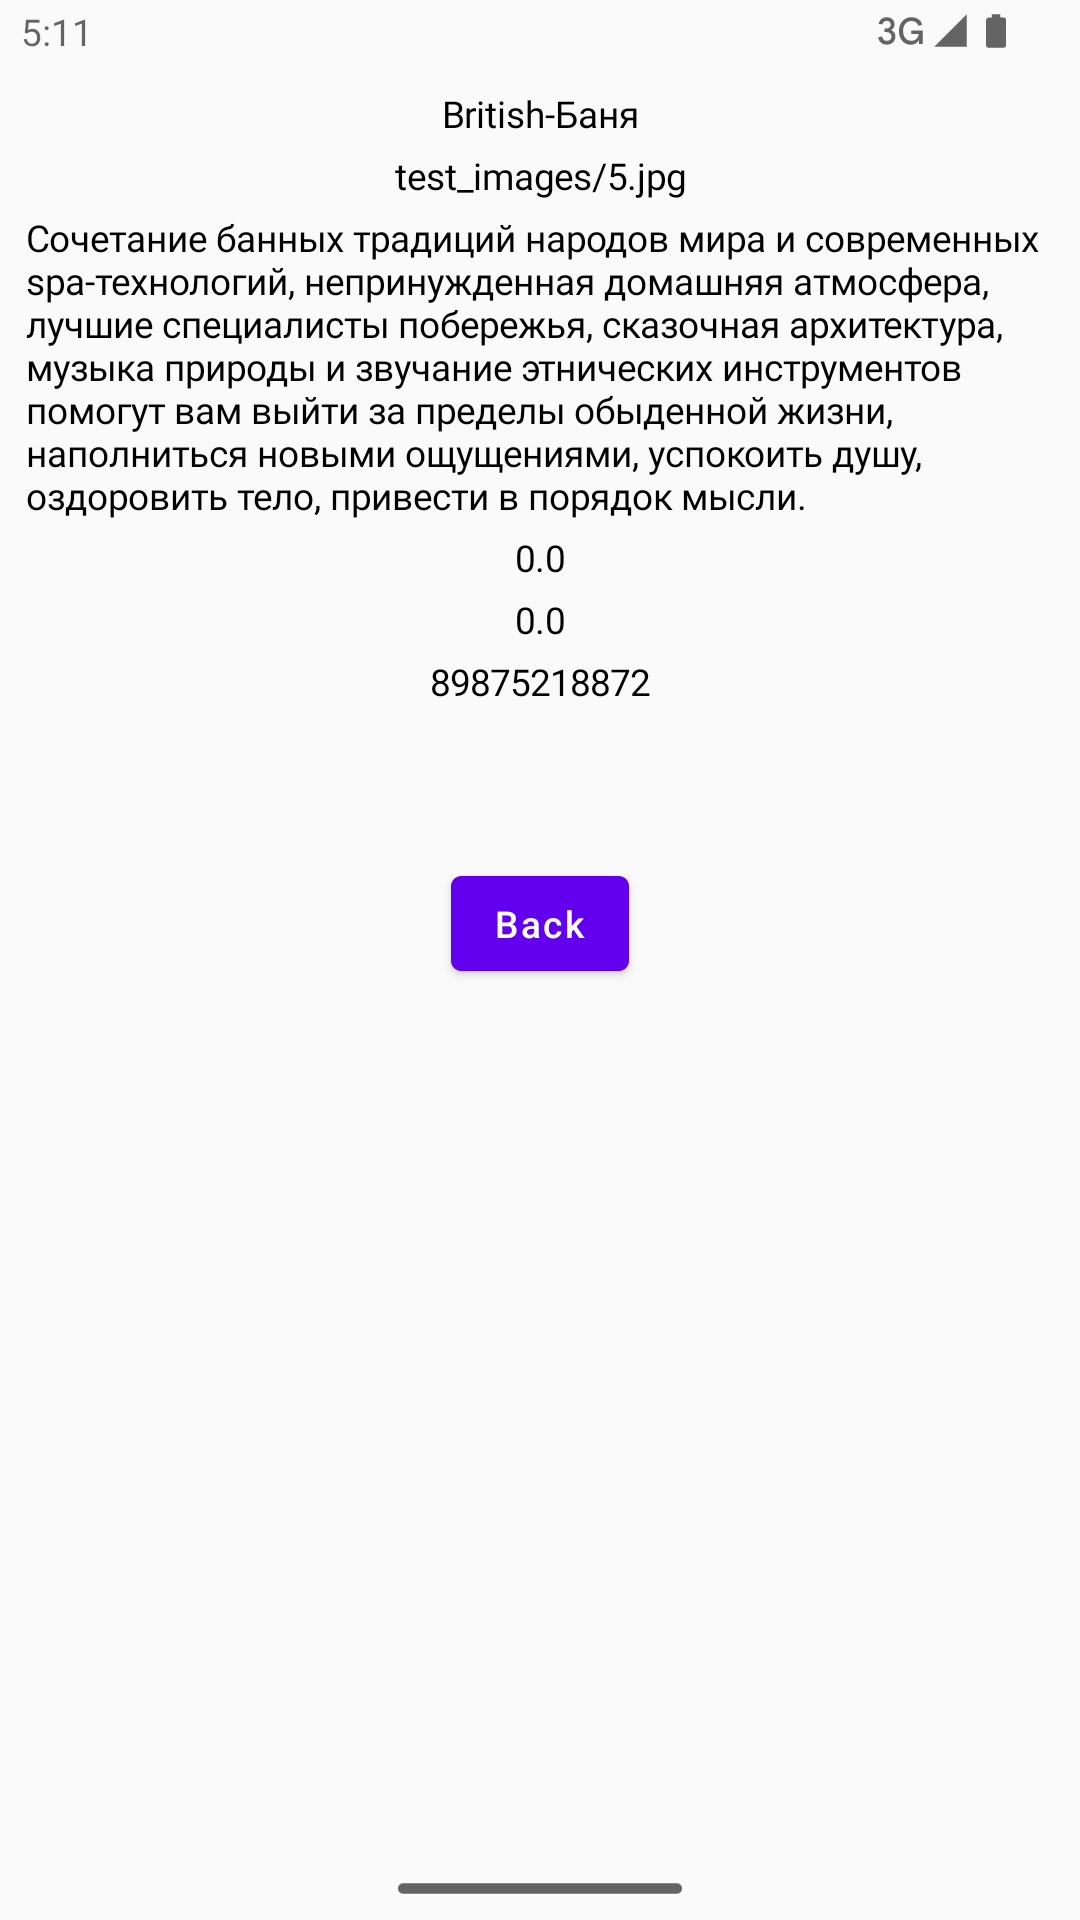 5:11
3G
British-Баня
test_images/5.jpg
Сочетание банных традиций народов мира и современных
spa-технологий, непринужденная домашняя атмосфера,
лучшие специалисты побережья, сказочная архитектура,
музыка природы и звучание этнических инструментов
помогут вам выйти за пределы обыденной жизни,
наполниться новыми ощущениями, успокоить душу,
оздоровить тело, привести в порядок мысли.
0.0
0.0
89875218872
Back